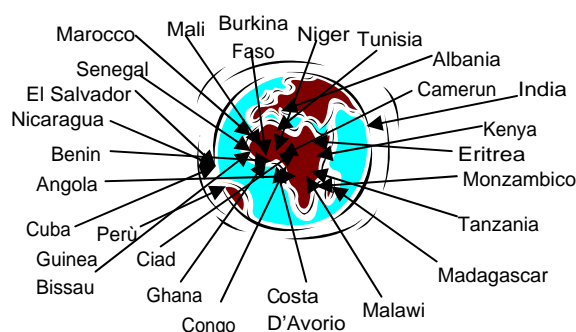 Marocco
Mali
Burkina
Faso
Niger
Tunisia
Senegal
Albania
El Salvador
Camerun
India
Nicaragua
Kenya
Benin
Eritrea
Angola
Monzambico
Cuba
Perù
Tanzania
Guinea
Bissau
Ciad
Madagascar
Ghana
Costa
D'Avorio
Malawi
Congo